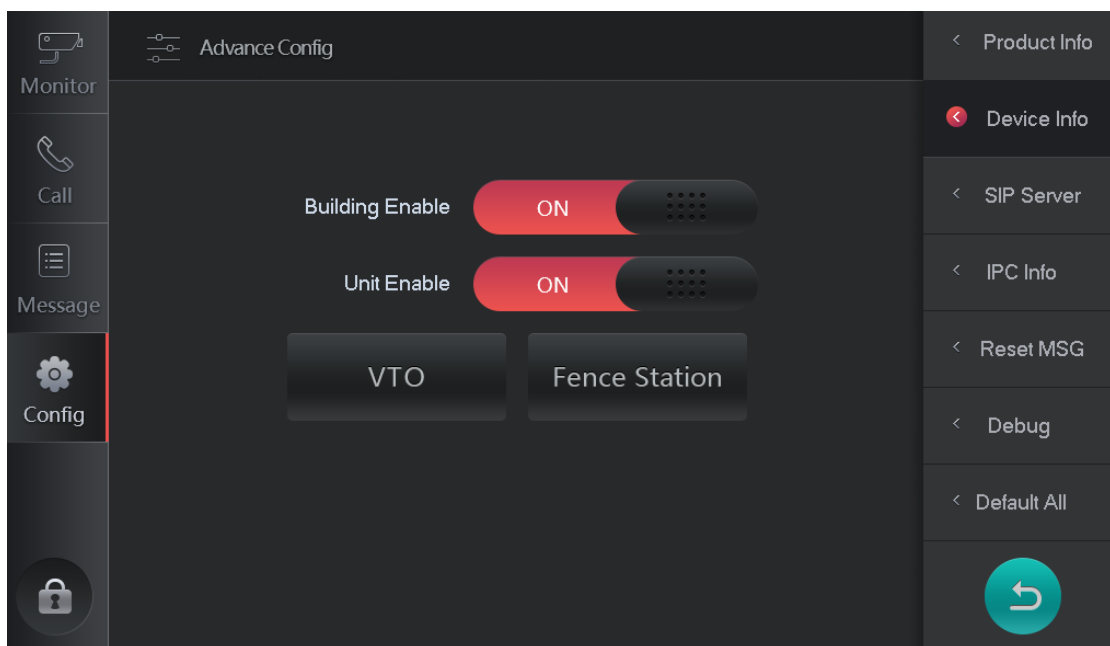 Monitor
Call
Message
Config
Advance Config
Building Enable ON
Unit Enable ON
VTO
Fence Station
Product Info
Device Info
SIP Server
IPC Info
Reset MSG
Debug
Default All